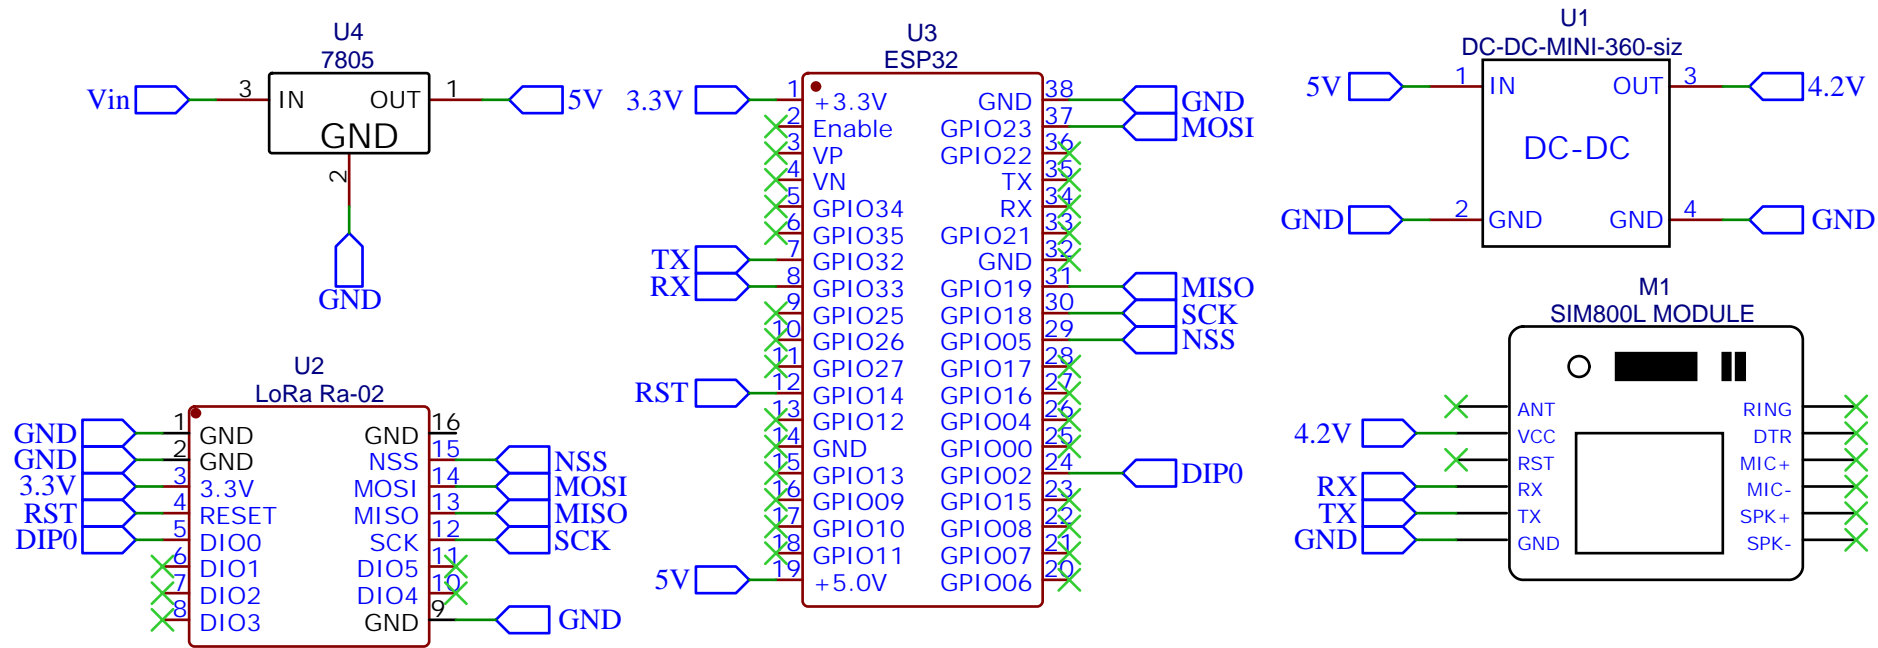 U4
7805
Vin 3 IN OUT 1 5V
GND
2
GND
U2
LoRa Ra-02
GND 1 GND GND 16
GND 2 GND NSS 15 NSS
3.3V 3 3.3V MOSI 14 MOSI
RST 4 RESET MISO 13 MISO
DIP0 5 DIO0 SCK 12 SCK
6 DIO1 DIO5 11
7 DIO2 DIO4 10
8 DIO3 GND 9 GND
U3
ESP32
3.3V 1 +3.3V GND 38 GND
2 Enable GPIO23 37 MOSI
3 VP GPIO22 36
4 VN TX 35
5 GPIO34 RX 34
6 GPIO35 GPIO21 33
TX 7 GPIO32 GND 32
RX 8 GPIO33 GPIO19 31 MISO
9 GPIO25 GPIO18 30 SCK
10 GPIO26 GPIO05 29 NSS
11 GPIO27 GPIO17 28
RST 12 GPIO14 GPIO16 27
13 GPIO12 GPIO04 26
14 GND GPIO00 25
15 GPIO13 GPIO02 24 DIP0
16 GPIO09 GPIO15 23
17 GPIO10 GPIO08 22
18 GPIO11 GPIO07 21
5V 19 +5.0V GPIO06 20
U1
DC-DC-MINI-360-siz
5V 1 IN OUT 3 4.2V
DC-DC
GND 2 GND GND 4 GND
M1
SIM800L MODULE
ANT RING
4.2V VCC DTR
RST MIC+
RX RX MIC-
TX TX SPK+
GND GND SPK-